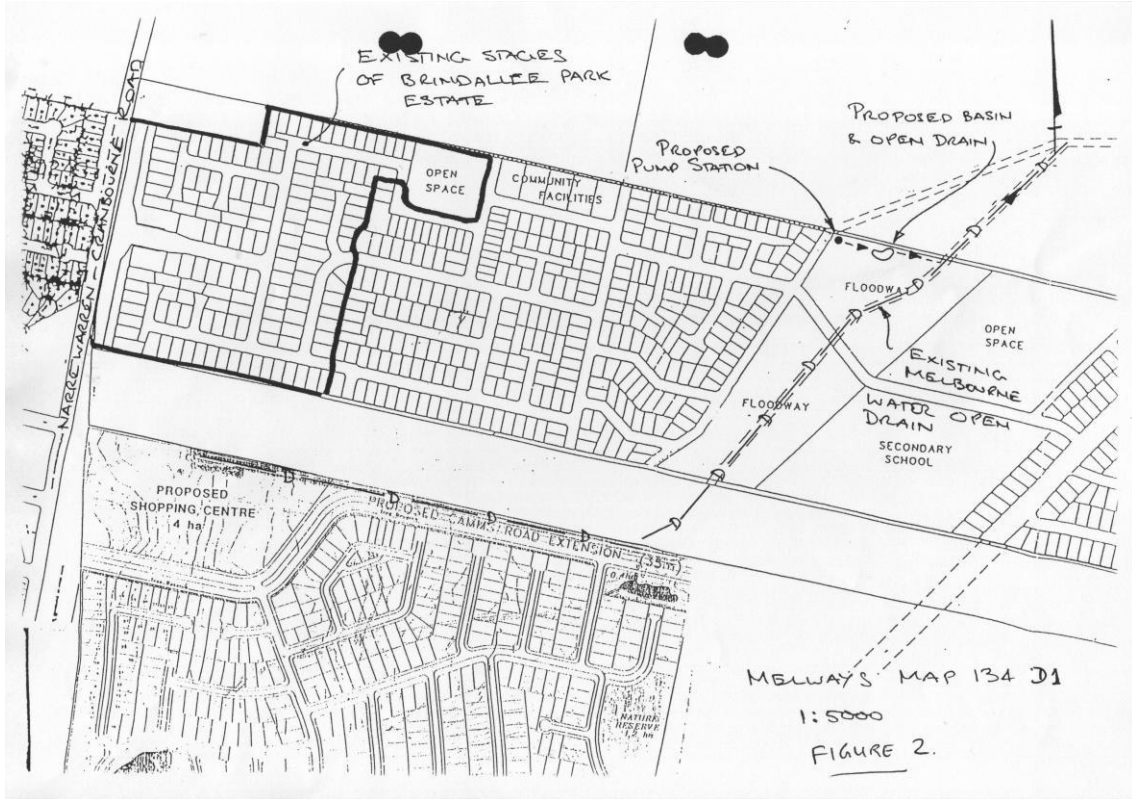 EXISTING STAGES
OF BRINDALLEE PARK
ESTATE
NARRE WARREN-CRANBOURNE ROAD
OPEN
SPACE
COMMUNITY
FACILITIES
PROPOSED
PUMP STATION
PROPOSED BASIN
& OPEN DRAIN
FLOODWAY
OPEN
SPACE
EXISTING
MELBOURNE
WATER OPEN
DRAIN
FLOODWAY
SECONDARY
SCHOOL
PROPOSED
SHOPPING CENTRE
4 ha
D
D
D
D
PROPOSED CAMMS ROAD EXTENSION
(35m)
NATURE
RESERVE
MELWAYS MAP 134 D1
1:5000
FIGURE 2.